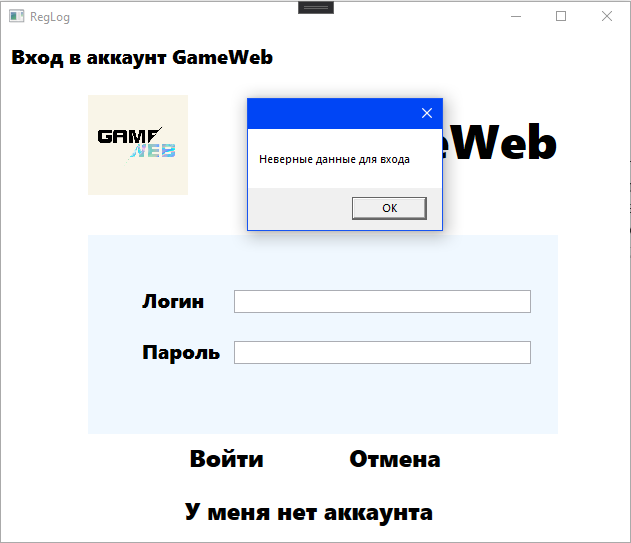 RegLog
Вход в аккаунт GameWeb
GAME
WEB
eWeb
Неверные данные для входа
OK
Логин
Пароль
Войти
Отмена
У меня нет аккаунта